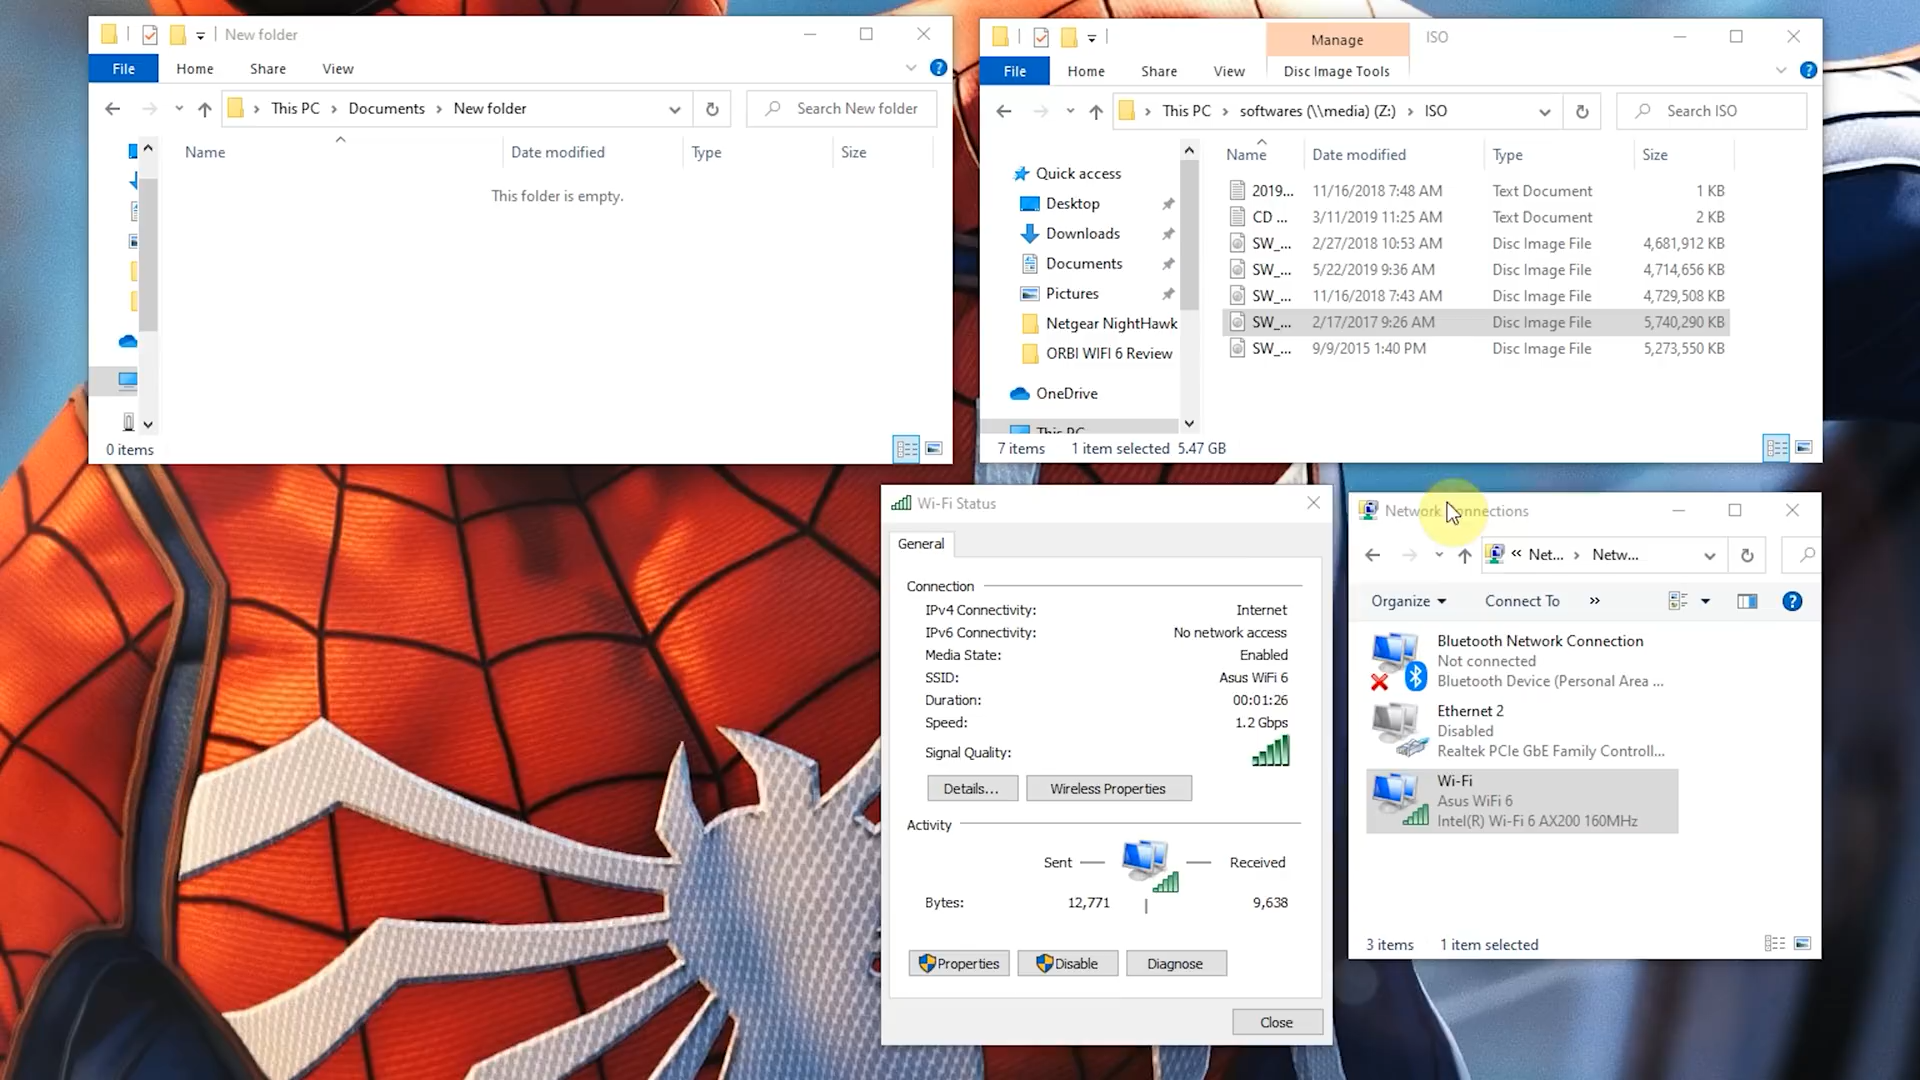 New folder
File Home Share View
This PC > Documents > New folder
Search New folder
Name Date modified Type Size
This folder is empty.
0 items
Manage ISO
File Home Share View Disc Image Tools
This PC > softwares (\\media) (Z:) > ISO
Search ISO
Name Date modified Type Size
Quick access
Desktop
Downloads
Documents
Pictures
Netgear NightHawk
ORBI WIFI 6 Review
OneDrive
This PC
2019... 11/16/2018 7:48 AM Text Document 1 KB
CD ... 3/11/2019 11:25 AM Text Document 2 KB
SW_... 2/27/2018 10:53 AM Disc Image File 4,681,912 KB
SW_... 5/22/2019 9:36 AM Disc Image File 4,714,656 KB
SW_... 11/16/2018 7:43 AM Disc Image File 4,729,508 KB
SW_... 2/17/2017 9:26 AM Disc Image File 5,740,290 KB
SW_... 9/9/2015 1:40 PM Disc Image File 5,273,550 KB
7 items 1 item selected 5.47 GB
Wi-Fi Status
General
Connection
IPv4 Connectivity: Internet
IPv6 Connectivity: No network access
Media State: Enabled
SSID: Asus WiFi 6
Duration: 00:01:26
Speed: 1.2 Gbps
Signal Quality:
Details... Wireless Properties
Activity
Sent Received
Bytes: 12,771 9,638
Properties Disable Diagnose
Close
Network Connections
« Net... > Netw...
Organize Connect To »
Bluetooth Network Connection
Not connected
Bluetooth Device (Personal Area ...
Ethernet 2
Disabled
Realtek PCIe GbE Family Controll...
Wi-Fi
Asus WiFi 6
Intel(R) Wi-Fi 6 AX200 160MHz
3 items 1 item selected